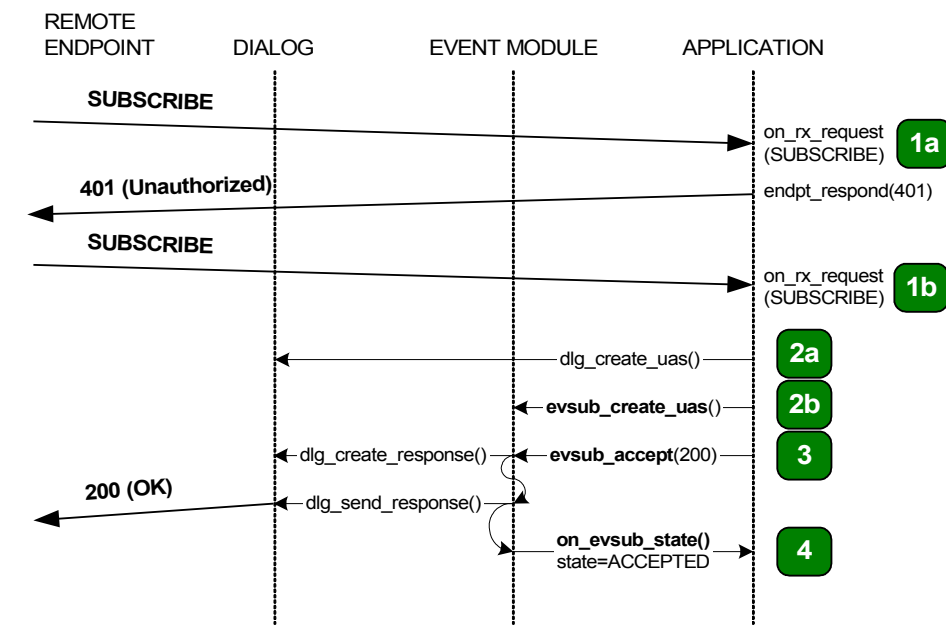 REMOTE
ENDPOINT DIALOG EVENT MODULE APPLICATION
SUBSCRIBE
on_rx_request
(SUBSCRIBE)
1a
401 (Unauthorized)
endpt_respond(401)
SUBSCRIBE
on_rx_request
(SUBSCRIBE)
1b
dlg_create_uas()
2a
evsub_create_uas()
2b
dlg_create_response() evsub_accept(200)
3
200 (OK)
dlg_send_response()
on_evsub_state()
state=ACCEPTED
4